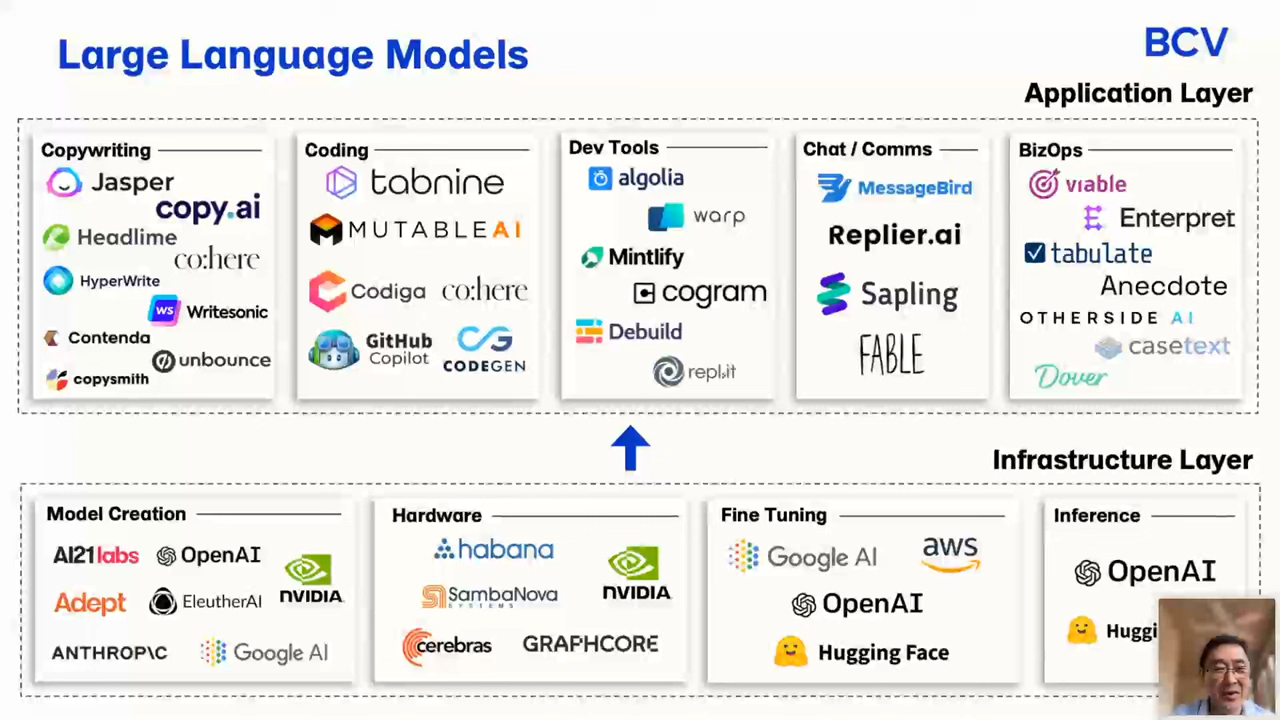 Large Language Models
BCV
Application Layer
Copywriting
Jasper
copy.ai
Headlime
co:here
HyperWrite
WS Writesonic
Contenda
unbounce
copysmith
Coding
tabnine
MUTABLEAI
Codiga
co:here
GitHub
Copilot
CODEGEN
Dev Tools
algolia
warp
Mintlify
cogram
Debuild
repl.it
Chat / Comms
MessageBird
Replier.ai
Sapling
FABLE
BizOps
viable
Enterpret
tabulate
Anecdote
OTHERSIDE AI
casetext
Dover
Infrastructure Layer
Model Creation
AI21labs
OpenAI
NVIDIA
Adept
EleutherAI
ANTHROP\C
Google AI
Hardware
habana
NVIDIA
SambaNova
SYSTEMS
cerebras
GRAPHCORE
Fine Tuning
Google AI
aws
OpenAI
Hugging Face
Inference
OpenAI
Huggi